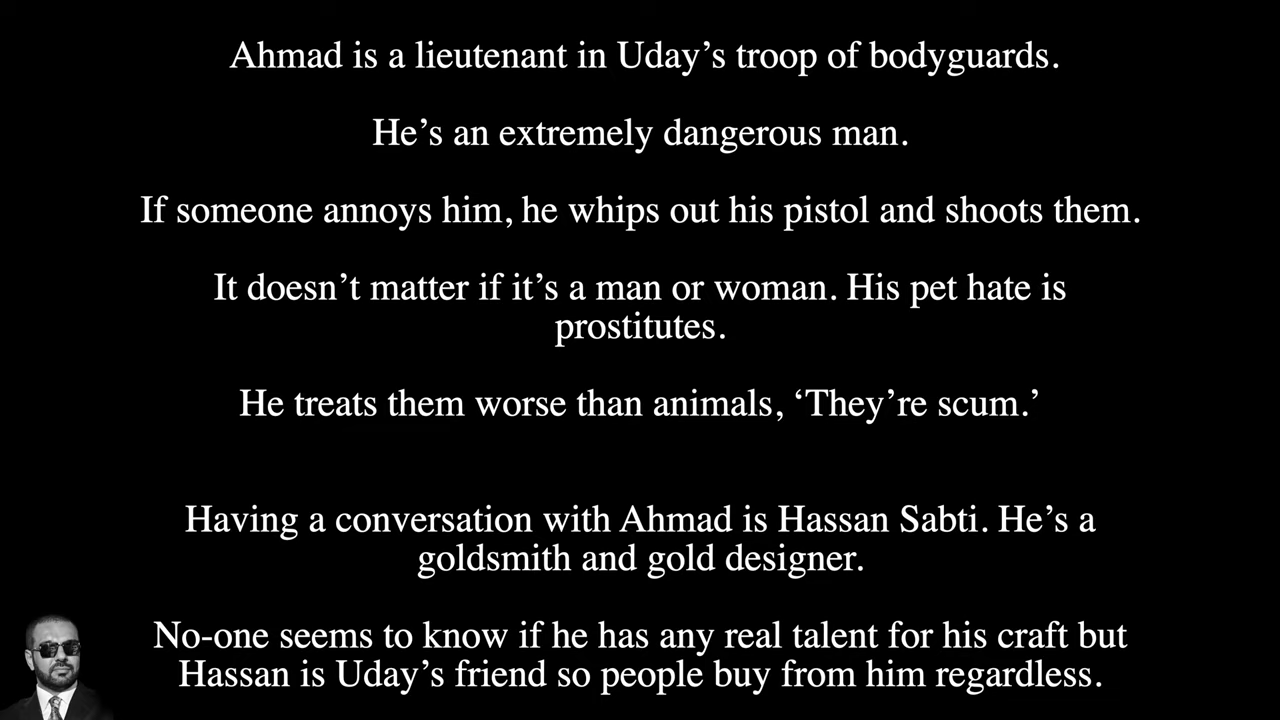 Ahmad is a lieutenant in Uday’s troop of bodyguards.
He’s an extremely dangerous man.
If someone annoys him, he whips out his pistol and shoots them.
It doesn’t matter if it’s a man or woman. His pet hate is
prostitutes.
He treats them worse than animals, ‘They’re scum.’
Having a conversation with Ahmad is Hassan Sabti. He’s a
goldsmith and gold designer.
No-one seems to know if he has any real talent for his craft but
Hassan is Uday’s friend so people buy from him regardless.